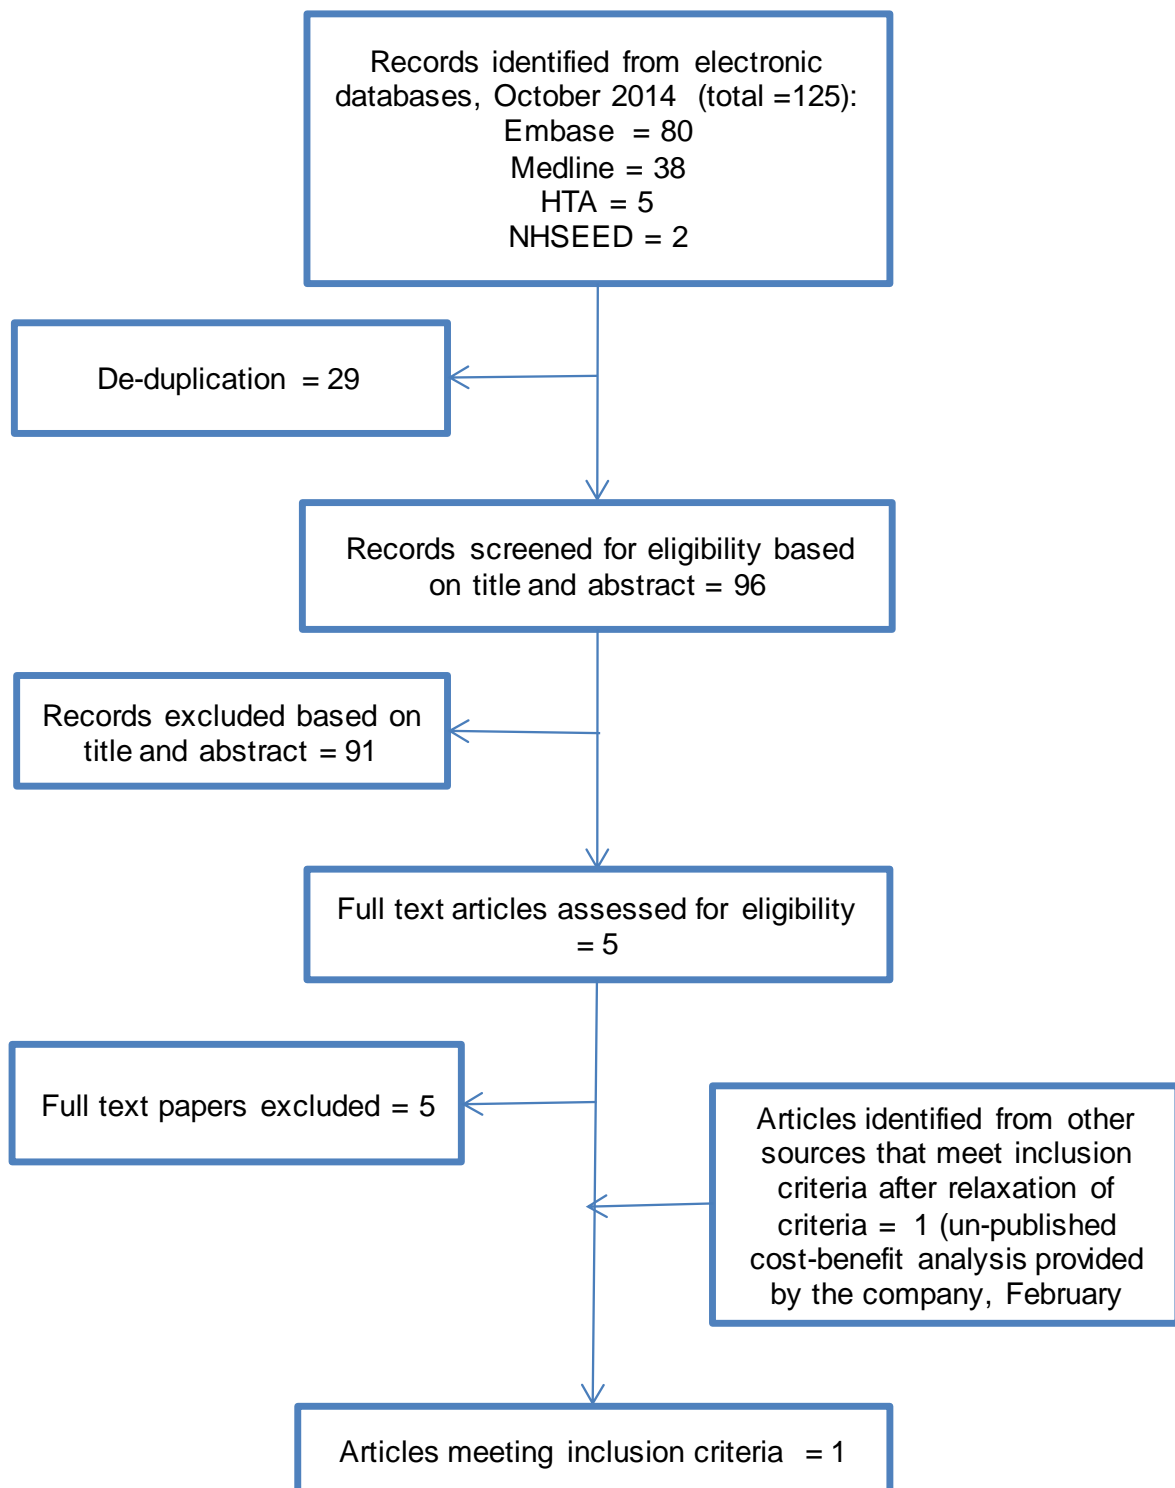 Records identified from electronic
databases, October 2014 (total =125):
Embase = 80
Medline = 38
HTA = 5
NHSEED = 2
De-duplication = 29
Records screened for eligibility based
on title and abstract = 96
Records excluded based on
title and abstract = 91
Full text articles assessed for eligibility
= 5
Full text papers excluded = 5
Articles identified from other
sources that meet inclusion
criteria after relaxation of
criteria = 1 (un-published
cost-benefit analysis provided
by the company, February
Articles meeting inclusion criteria = 1